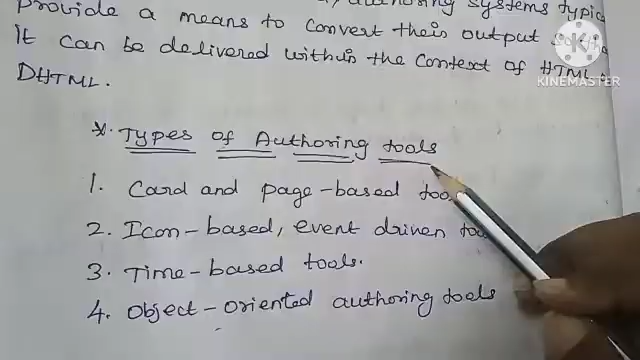 provide a means to convert their output so
It can be delivered within the context of HTML
DHTML.
* Types of Authoring tools
1. Card and page-based
2. Icon-based, event driven
3. Time-based tools.
4. Object-oriented authoring tools
KINEMASTER